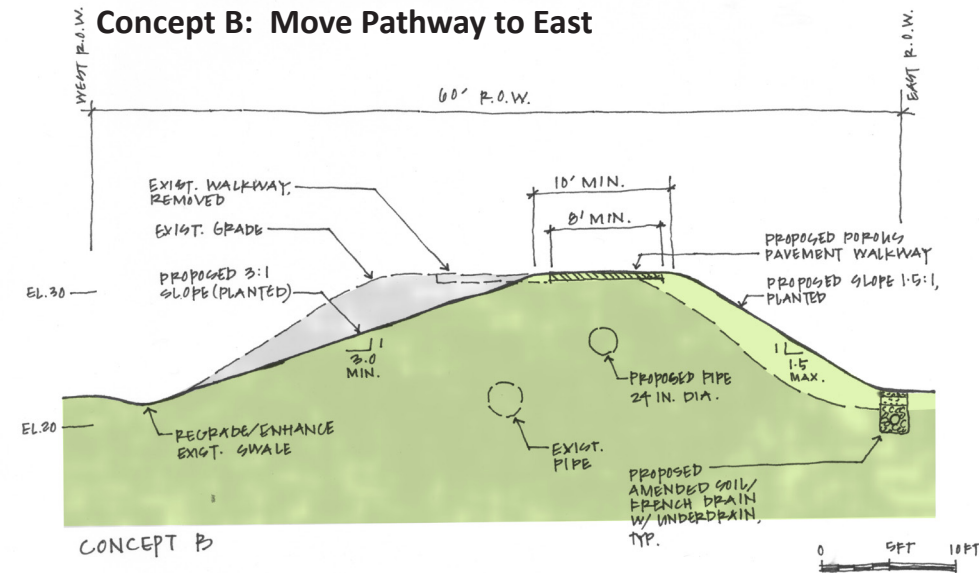 Concept B: Move Pathway to East
WEST R.O.W.
EAST R.O.W.
60' R.O.W.
EXIST. WALKWAY,
REMOVED
EXIST. GRADE
PROPOSED 3:1
SLOPE (PLANTED)
10' MIN.
8' MIN.
PROPOSED POROUS
PAVEMENT WALKWAY
PROPOSED SLOPE 1.5:1,
PLANTED
EL.30
1
3.0
MIN.
1
1.5
MAX.
PROPOSED PIPE
24 IN. DIA.
EL.20
REGRADE/ENHANCE
EXIST. SWALE
EXIST.
PIPE
PROPOSED
AMENDED SOIL/
FRENCH DRAIN
W/ UNDERDRAIN,
TYP.
CONCEPT B
0 5FT 10FT